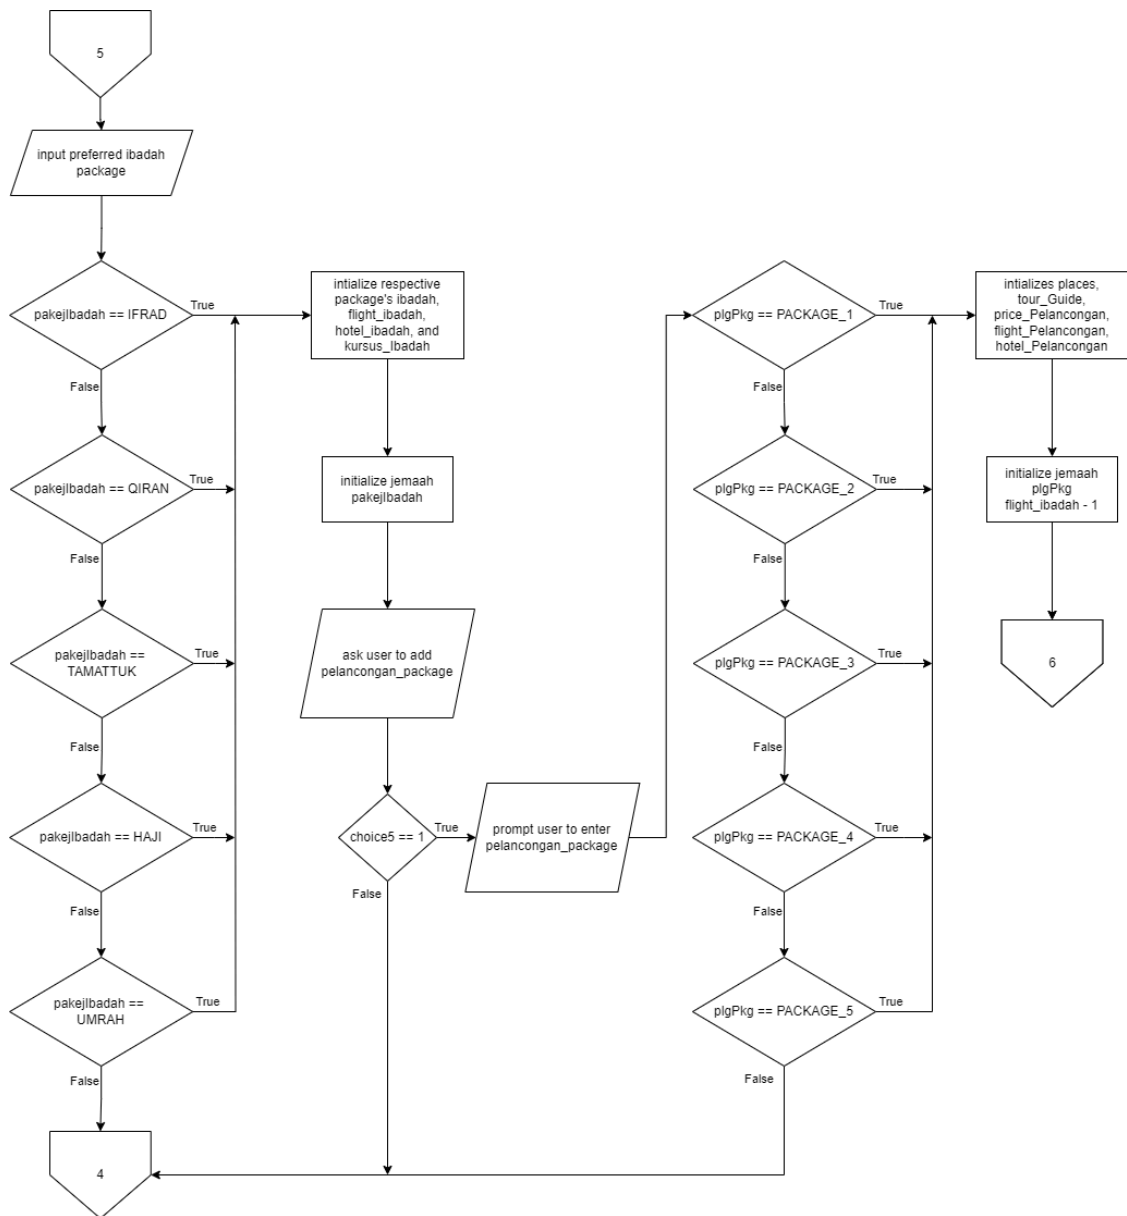 5
input preferred ibadah
package
pakejIbadah == IFRAD
True
False
pakejIbadah == QIRAN
True
False
pakejIbadah ==
TAMATTUK
True
False
pakejIbadah == HAJI
True
False
pakejIbadah ==
UMRAH
True
False
4
intialize respective
package's ibadah,
flight_ibadah,
hotel_ibadah, and
kursus_Ibadah
initialize jemaah
pakejIbadah
ask user to add
pelancongan_package
choice5 == 1
True
False
prompt user to enter
pelancongan_package
plgPkg == PACKAGE_1
True
False
plgPkg == PACKAGE_2
True
False
plgPkg == PACKAGE_3
True
False
plgPkg == PACKAGE_4
True
False
plgPkg == PACKAGE_5
True
False
intializes places,
tour_Guide,
price_Pelancongan,
flight_Pelancongan,
hotel_Pelancongan
initialize jemaah
plgPkg
flight_ibadah - 1
6